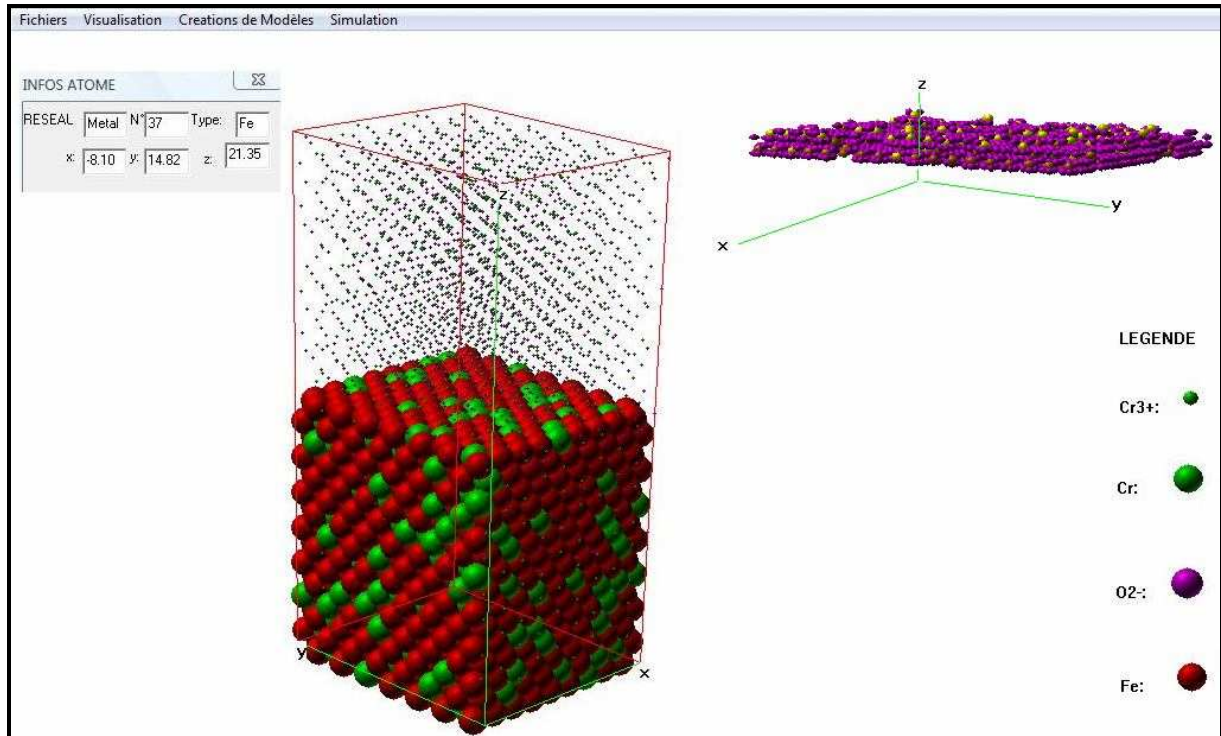 Fichiers Visualisation Creations de Modèles Simulation
INFOS ATOME
RESEAL Metal N° 37 Type: Fe
x: -8.10 y: 14.82 z: 21.35
z
y
x
z
y
x
LEGENDE
Cr3+:
Cr:
O2-:
Fe: